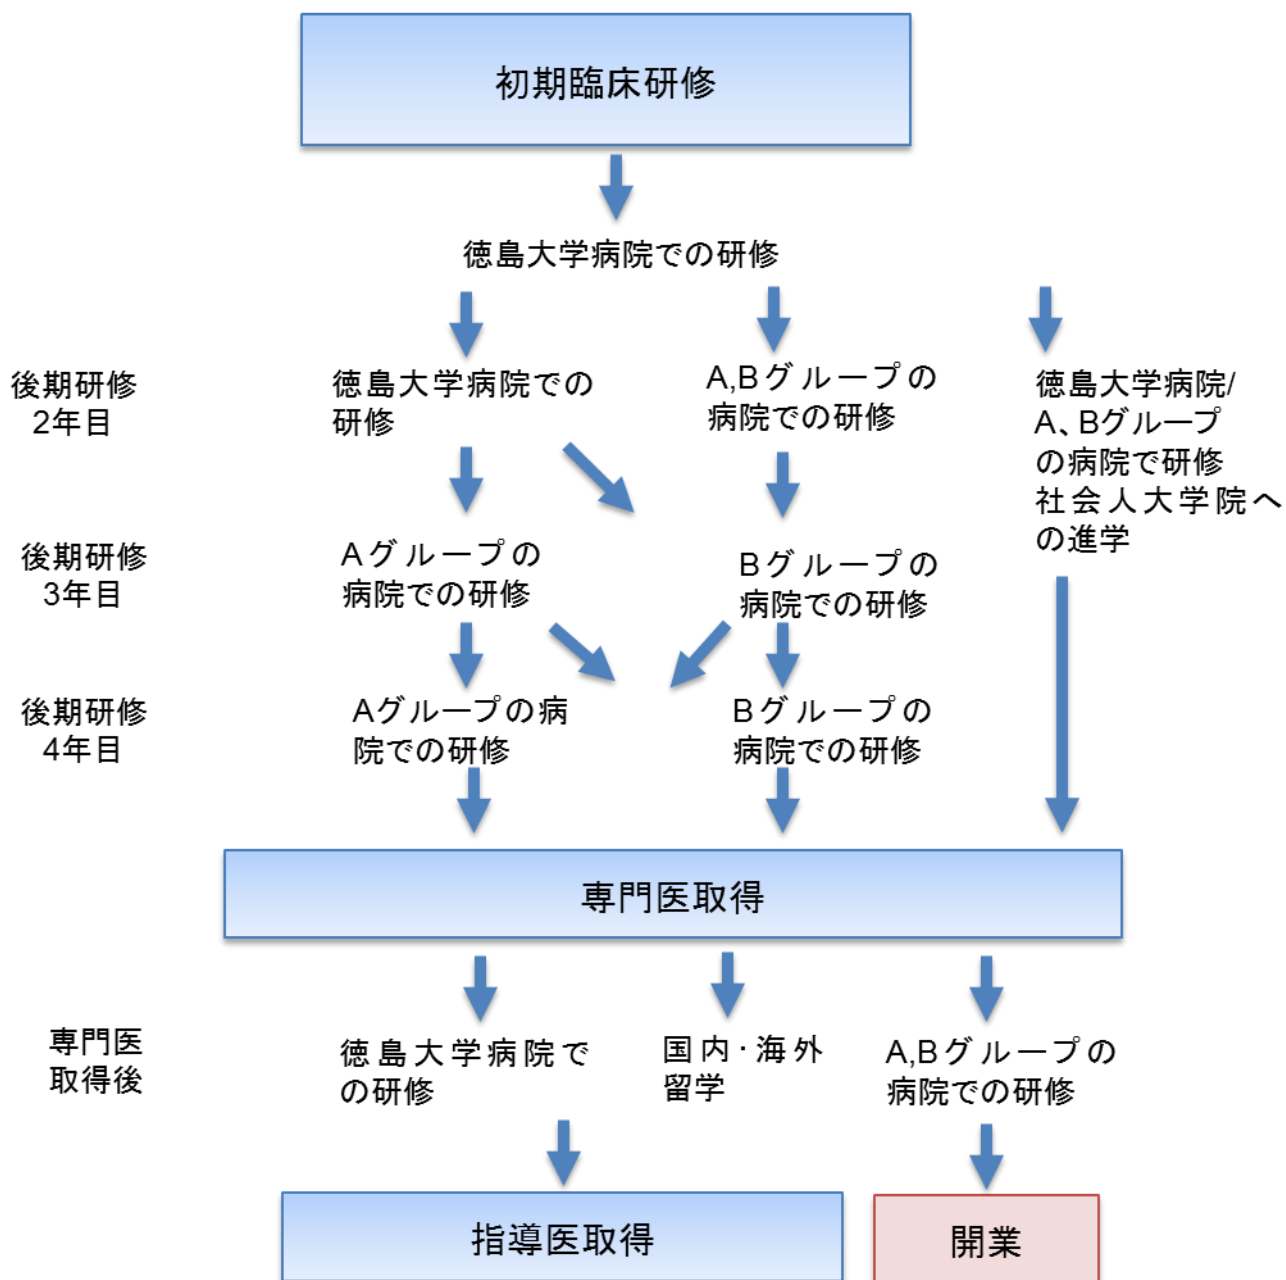 初期臨床研修
徳島大学病院での研修
後期研修
2年目
徳島大学病院での
研修
A,Bグループの
病院での研修
徳島大学病院/
A、Bグループ
の病院で研修
社会人大学院へ
の進学
後期研修
3年目
Aグループの
病院での研修
Bグループの
病院での研修
後期研修
4年目
Aグループの病
院での研修
Bグループの
病院での研修
専門医取得
専門医
取得後
徳島大学病院で
の研修
国内·海外
留学
A,Bグループの
病院での研修
指導医取得
開業